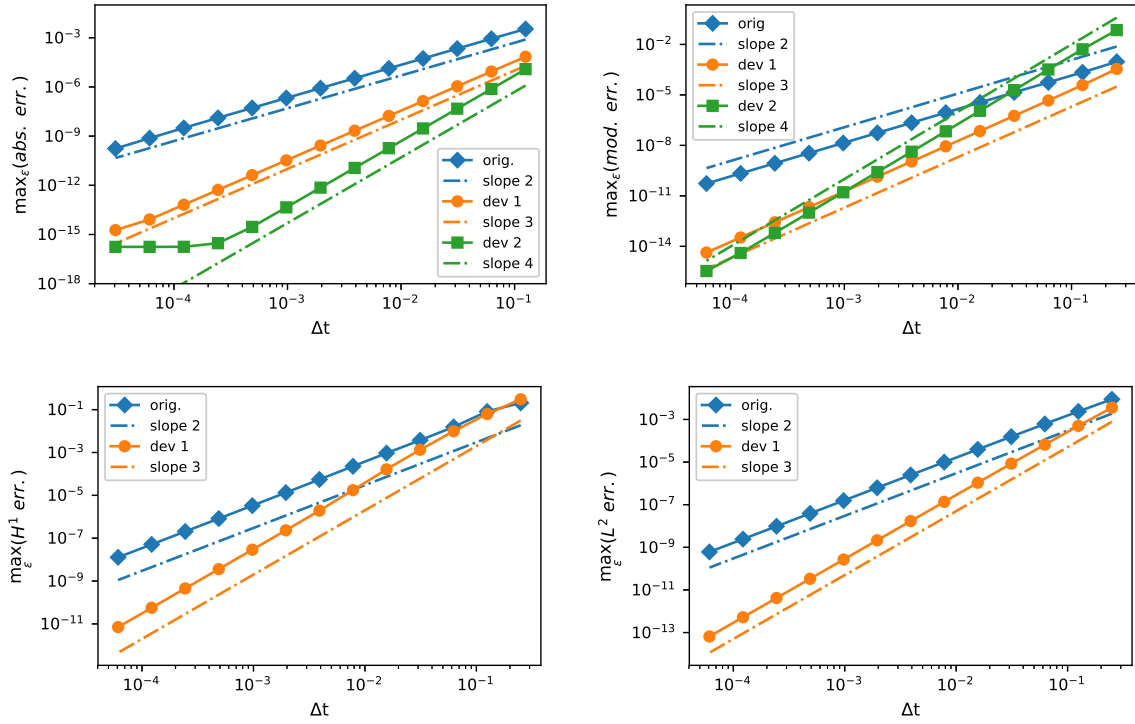 max_ε(abs. err.)
10^−3
10^−6
10^−9
10^−12
10^−15
10^−18
orig.
slope 2
dev 1
slope 3
dev 2
slope 4
10^−4
10^−3
10^−2
10^−1
Δt
max_ε(mod. err.)
10^−2
10^−5
10^−8
10^−11
10^−14
orig
slope 2
dev 1
slope 3
dev 2
slope 4
10^−4
10^−3
10^−2
10^−1
Δt
max_ε(H^1 err.)
10^−1
10^−3
10^−5
10^−7
10^−9
10^−11
orig.
slope 2
dev 1
slope 3
10^−4
10^−3
10^−2
10^−1
Δt
max_ε(L^2 err.)
10^−3
10^−5
10^−7
10^−9
10^−11
10^−13
orig.
slope 2
dev 1
slope 3
10^−4
10^−3
10^−2
10^−1
Δt